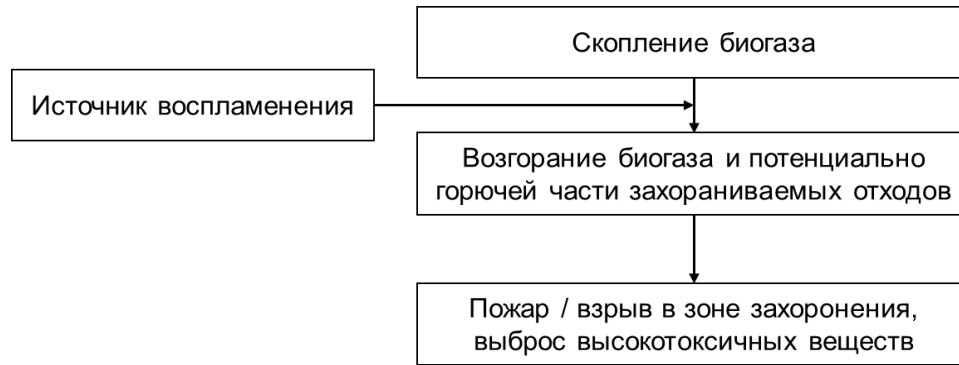 Скопление биогаза
Источник воспламенения
Возгорание биогаза и потенциально
горючей части захораниваемых отходов
Пожар / взрыв в зоне захоронения,
выброс высокотоксичных веществ